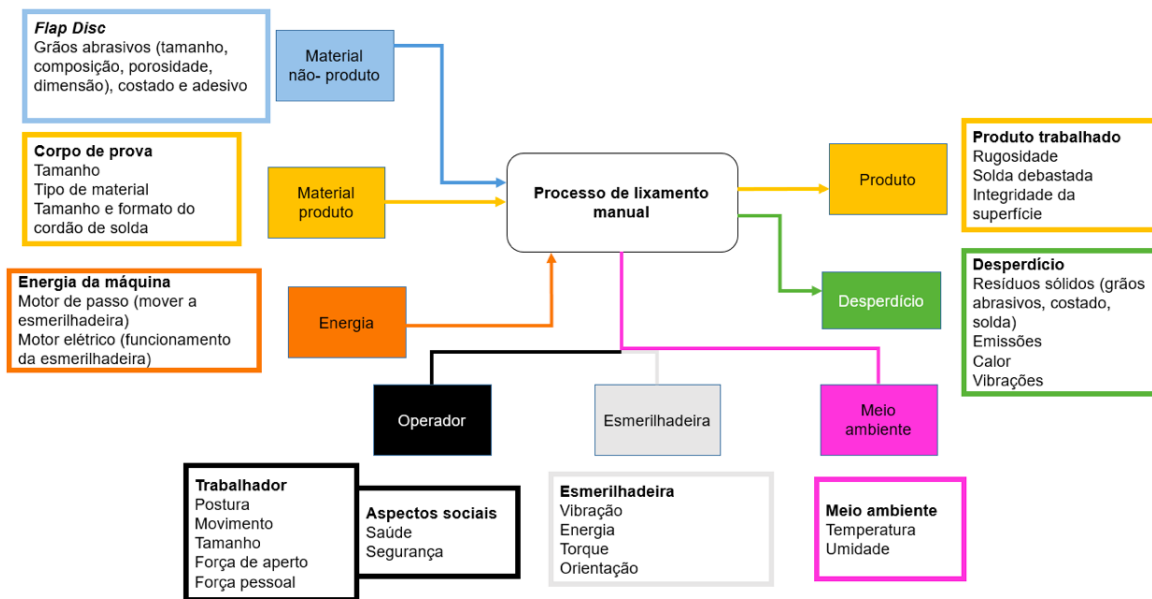 Flap Disc
Grãos abrasivos (tamanho,
composição, porosidade,
dimensão), costado e adesivo
Material
não- produto
Corpo de prova
Tamanho
Tipo de material
Tamanho e formato do
cordão de solda
Material
produto
Processo de lixamento
manual
Produto
Produto trabalhado
Rugosidade
Solda debastada
Integridade da
superfície
Energia da máquina
Motor de passo (mover a
esmerilhadeira)
Motor elétrico (funcionamento
da esmerilhadeira)
Energia
Desperdício
Desperdício
Resíduos sólidos (grãos
abrasivos, costado,
solda)
Emissões
Calor
Vibrações
Operador
Esmerilhadeira
Meio
ambiente
Trabalhador
Postura
Movimento
Tamanho
Força de aperto
Força pessoal
Aspectos sociais
Saúde
Segurança
Esmerilhadeira
Vibração
Energia
Torque
Orientação
Meio ambiente
Temperatura
Umidade